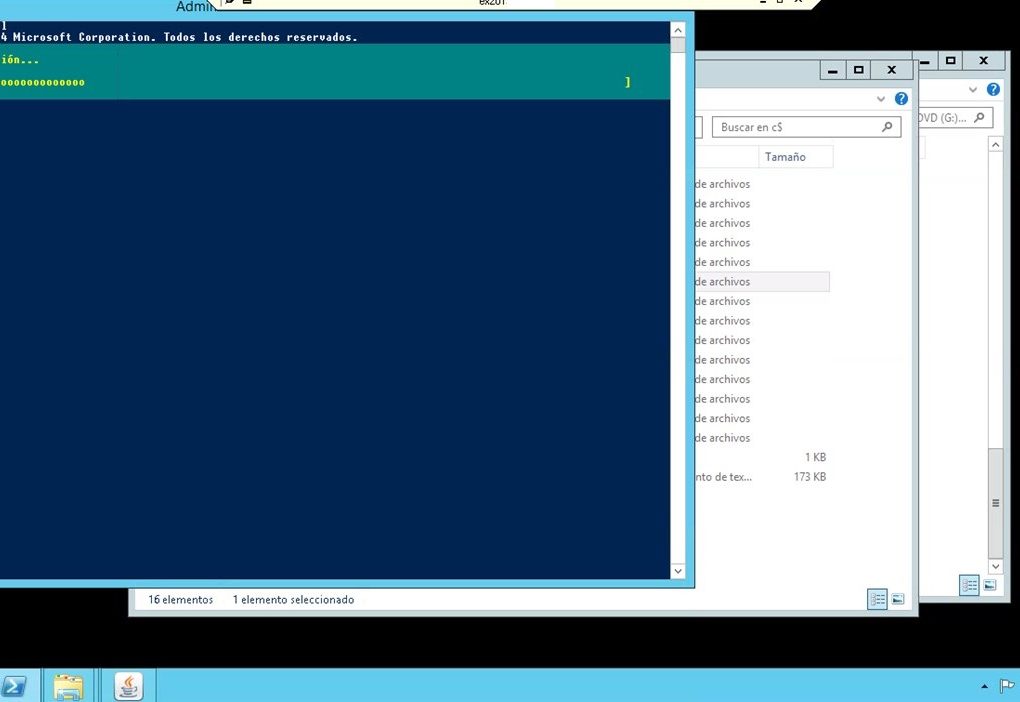 Admin
ex201
1
4 Microsoft Corporation. Todos los derechos reservados.
ión...
ooooooooooooo ]
?
?
Buscar en c$
DVD (G:)...
Tamaño
de archivos
de archivos
de archivos
de archivos
de archivos
de archivos
de archivos
de archivos
de archivos
de archivos
de archivos
de archivos
de archivos
de archivos
1 KB
nto de tex... 173 KB
16 elementos 1 elemento seleccionado